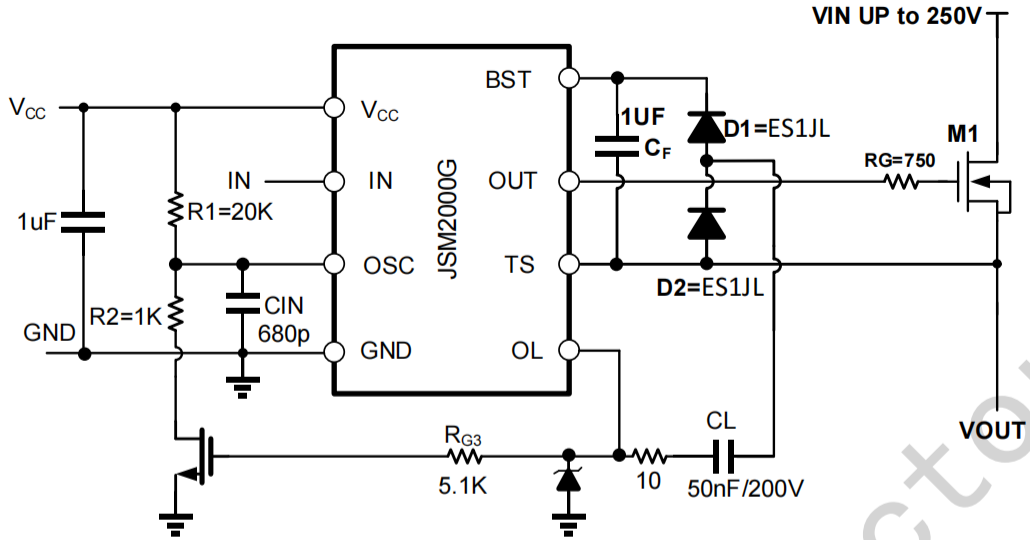 VIN UP to 250V
BST
VCC
VCC
1UF
CF
D1=ES1JL
M1
RG=750
IN
IN
OUT
R1=20K
1uF
JSM2000G
OSC
TS
D2=ES1JL
CIN
680p
R2=1K
GND
GND
OL
CL
VOUT
RG3
5.1K
10
50nF/200V